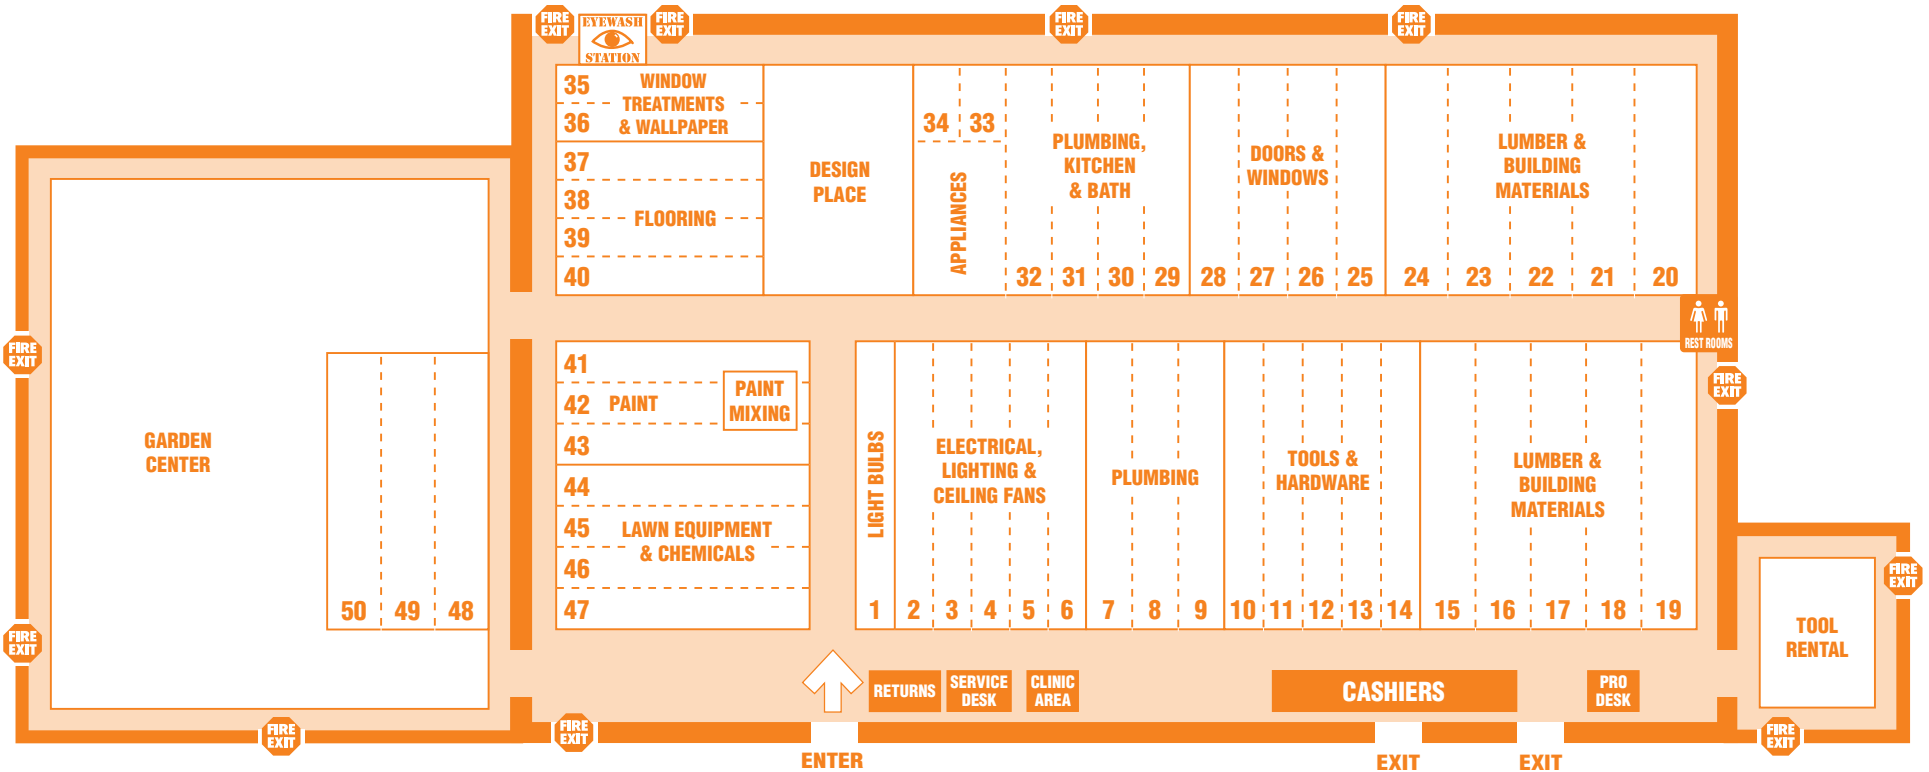 FIRE
EXIT
EYEWASH
STATION
FIRE
EXIT
FIRE
EXIT
FIRE
EXIT
35
36
WINDOW
TREATMENTS
& WALLPAPER
37
38
39
40
FLOORING
DESIGN
PLACE
34 33
APPLIANCES
PLUMBING,
KITCHEN
& BATH
32 31 30 29
DOORS &
WINDOWS
28 27 26 25
LUMBER &
BUILDING
MATERIALS
24 23 22 21 20
REST ROOMS
FIRE
EXIT
FIRE
EXIT
GARDEN
CENTER
50 49 48
FIRE
EXIT
FIRE
EXIT
41
42
43
PAINT
PAINT
MIXING
44
45
46
47
LAWN EQUIPMENT
& CHEMICALS
LIGHT BULBS
1
ELECTRICAL,
LIGHTING &
CEILING FANS
2 3 4 5 6
PLUMBING
7 8 9
TOOLS &
HARDWARE
10 11 12 13 14
LUMBER &
BUILDING
MATERIALS
15 16 17 18 19
FIRE
EXIT
TOOL
RENTAL
FIRE
EXIT
FIRE
EXIT
RETURNS
SERVICE
DESK
CLINIC
AREA
CASHIERS
PRO
DESK
ENTER
EXIT
EXIT